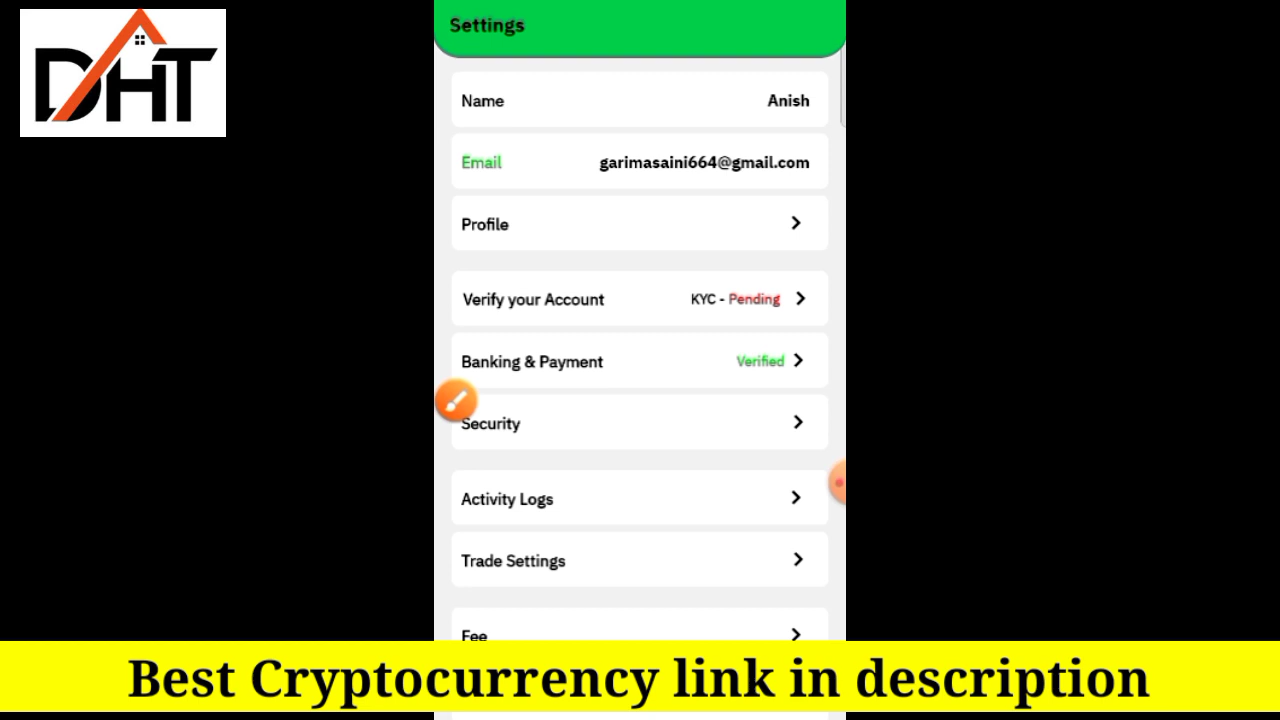 DHT
Settings
Name Anish
Email garimasaini664@gmail.com
Profile
Verify your Account KYC - Pending
Banking & Payment Verified
Security
Activity Logs
Trade Settings
Fee
Best Cryptocurrency link in description